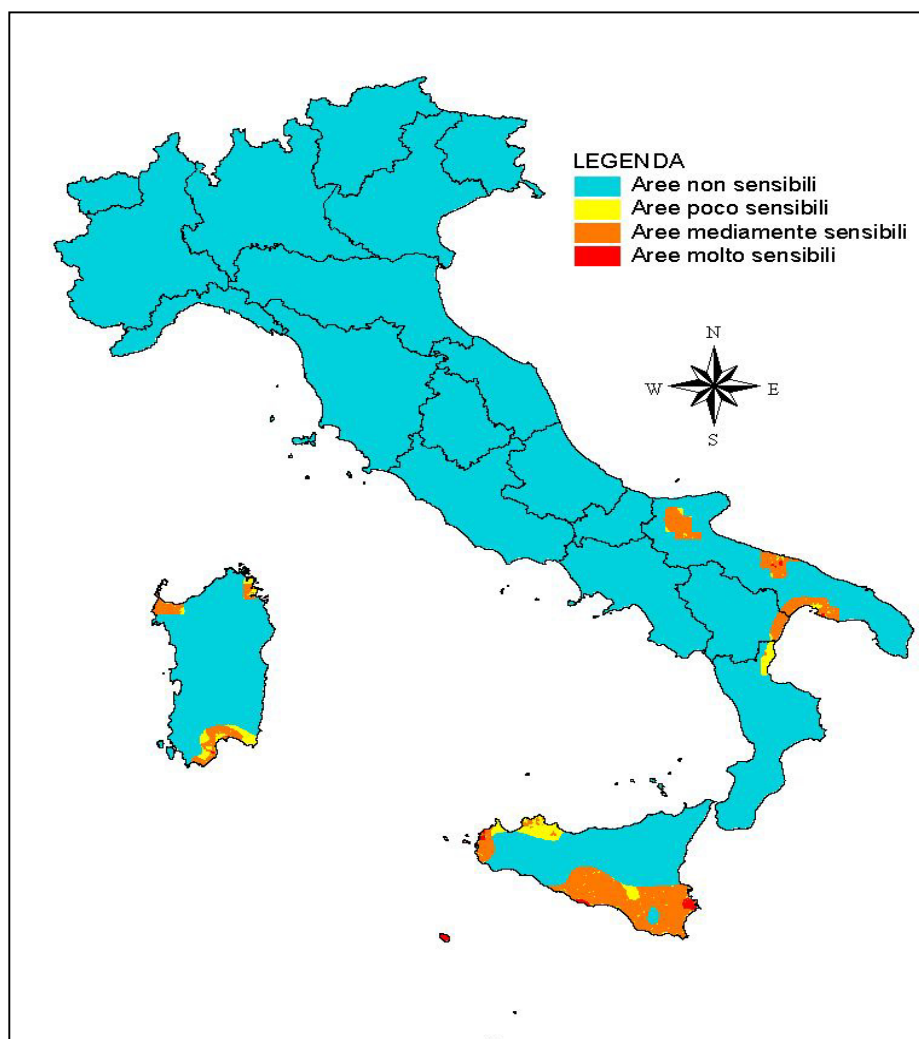 LEGENDA
Aree non sensibili
Aree poco sensibili
Aree mediamente sensibili
Aree molto sensibili
N
W E
S